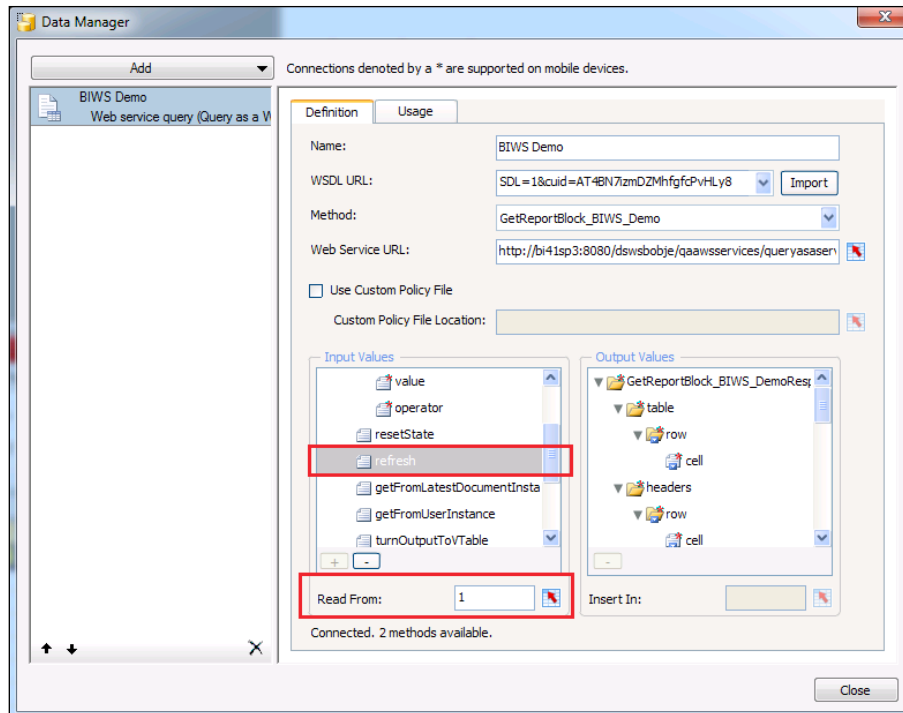 Data Manager
Add
Connections denoted by a * are supported on mobile devices.
BIWS Demo
Web service query (Query as a W
Definition
Usage
Name:
BIWS Demo
WSDL URL:
SDL=1&cuid=AT4BN7izmDZMhfgfcPvHLy8
Import
Method:
GetReportBlock_BIWS_Demo
Web Service URL:
http://bi41sp3:8080/dswsbobje/qaawsservices/queryasaserv
Use Custom Policy File
Custom Policy File Location:
Input Values
value
operator
resetState
refresh
getFromLatestDocumentInsta
getFromUserInstance
turnOutputToVTable
+ -
Read From:
1
Output Values
GetReportBlock_BIWS_DemoResp
table
row
cell
headers
row
cell
-
Insert In:
Connected. 2 methods available.
Close